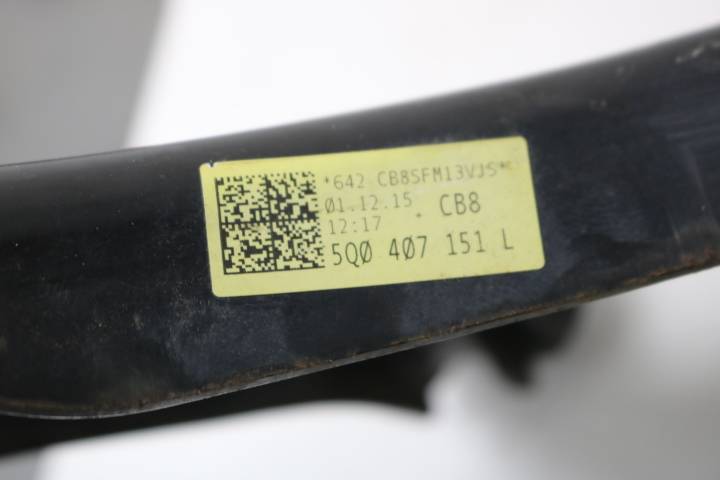 *642 CB8SFM13VJS*
01.12.15 CB8
12:17 *
5Q0 407 151 L